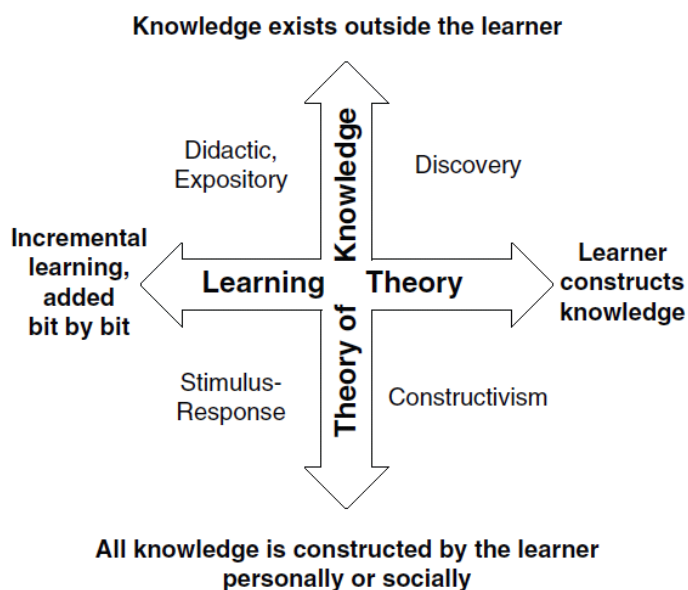 Knowledge exists outside the learner
Didactic,
Expository
Discovery
Theory of Knowledge
Incremental
learning,
added
bit by bit
Learning Theory
Learner
constructs
knowledge
Stimulus-
Response
Constructivism
All knowledge is constructed by the learner
personally or socially